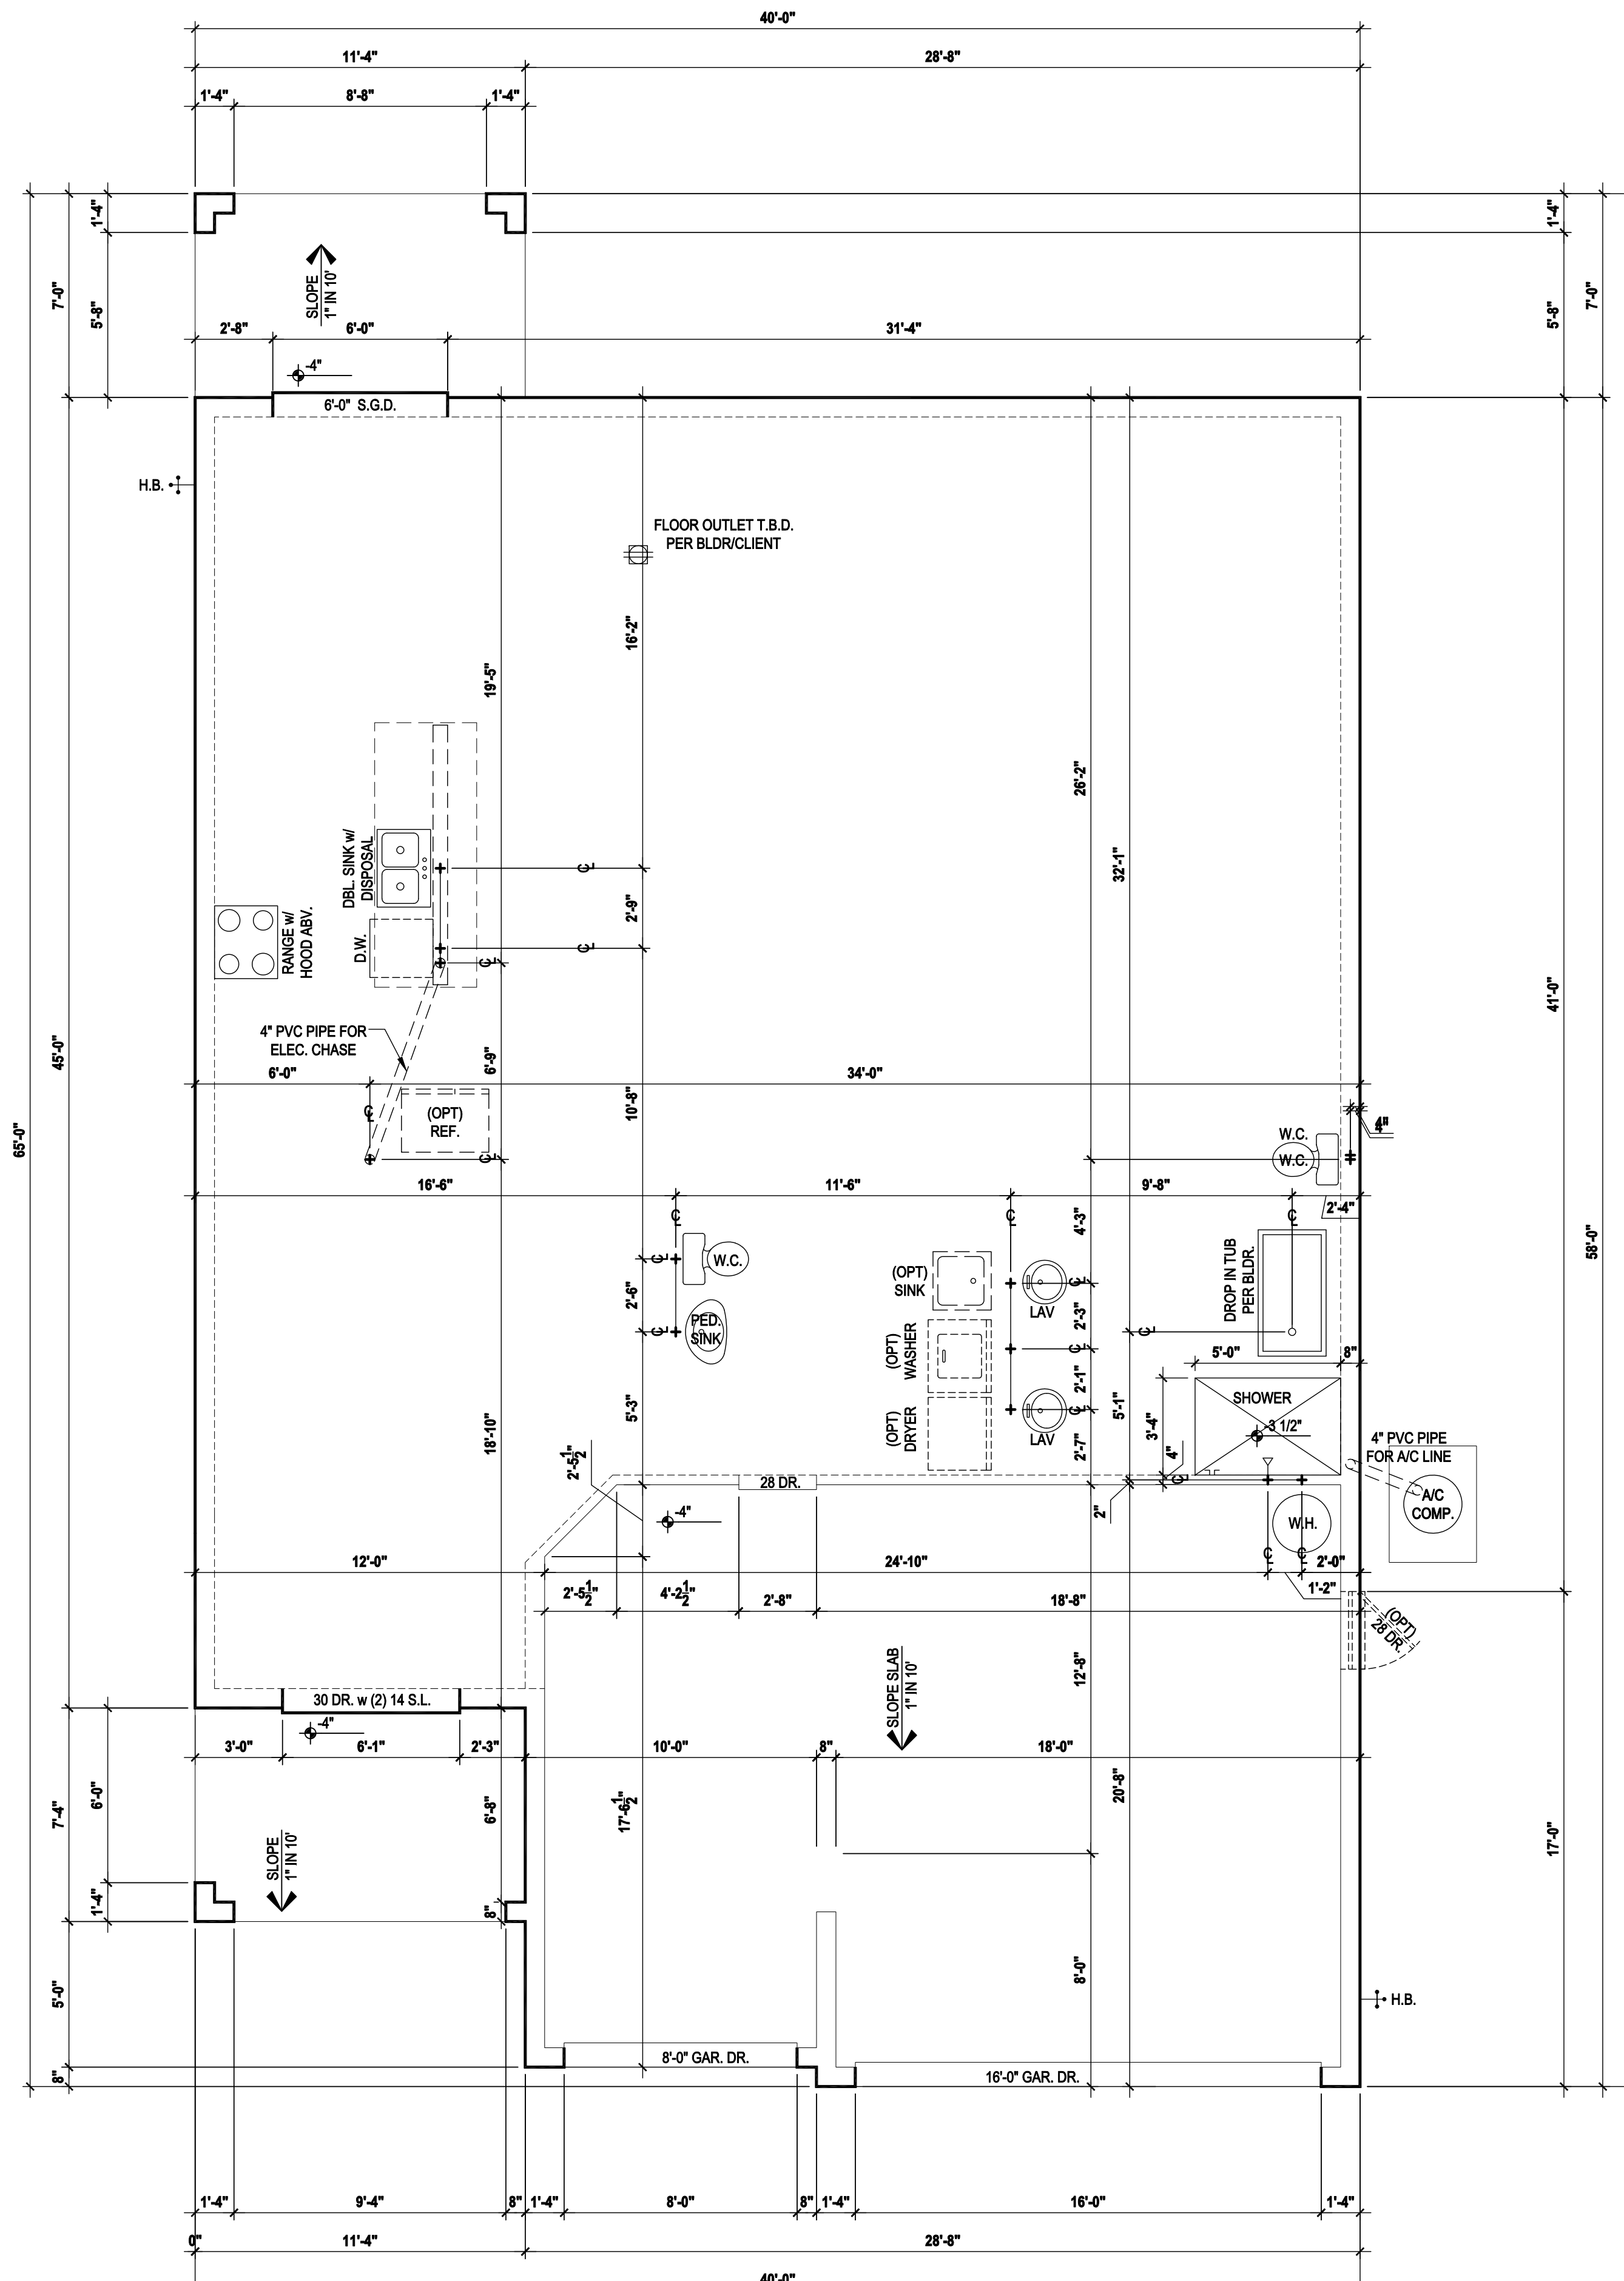 40'-0"
11'-4"
28'-8"
1'-4"
8'-8"
1'-4"
1'-4"
1'-4"
SLOPE
1" IN 10'
7'-0"
5'-8"
5'-8"
7'-0"
2'-8"
6'-0"
31'-4"
-4"
6'-0" S.G.D.
H.B.
FLOOR OUTLET T.B.D.
PER BLDR/CLIENT
16'-2"
19'-5"
26'-2"
32'-1"
DBL. SINK w/
DISPOSAL
2'-9"
RANGE w/
HOOD ABV.
D.W.
41'-0"
45'-0"
4" PVC PIPE FOR
ELEC. CHASE
6'-9"
6'-0"
34'-0"
10'-8"
(OPT)
REF.
4"
4"
W.C.
W.C.
65'-0"
16'-6"
11'-6"
9'-8"
2'-4"
4'-3"
58'-0"
W.C.
(OPT)
SINK
LAV
DROP IN TUB
PER BLDR.
2'-6"
2'-3"
PED.
SINK
(OPT)
WASHER
5'-0"
8"
2'-1"
5'-3"
5'-1"
3'-4"
SHOWER
-3 1/2"
(OPT)
DRYER
LAV
18'-10"
2'-7"
4"
4" PVC PIPE
FOR A/C LINE
2'-5 1/2"
28 DR.
A/C
COMP.
2"
-4"
W.H.
12'-0"
24'-10"
2'-0"
2'-5 1/2"
4'-2 1/2"
2'-8"
18'-8"
1'-2"
(OPT)
28 DR.
SLOPE SLAB
1" IN 10'
12'-8"
30 DR. w (2) 14 S.L.
-4"
3'-0"
6'-1"
2'-3"
10'-0"
8"
18'-0"
6'-0"
7'-4"
6'-8"
17'-6 1/2"
20'-8"
17'-0"
SLOPE
1" IN 10'
1'-4"
8"
5'-0"
8'-0"
H.B.
8"
8'-0" GAR. DR.
16'-0" GAR. DR.
1'-4"
9'-4"
8"
1'-4"
8'-0"
8"
1'-4"
16'-0"
1'-4"
0"
11'-4"
28'-8"
40'-0"